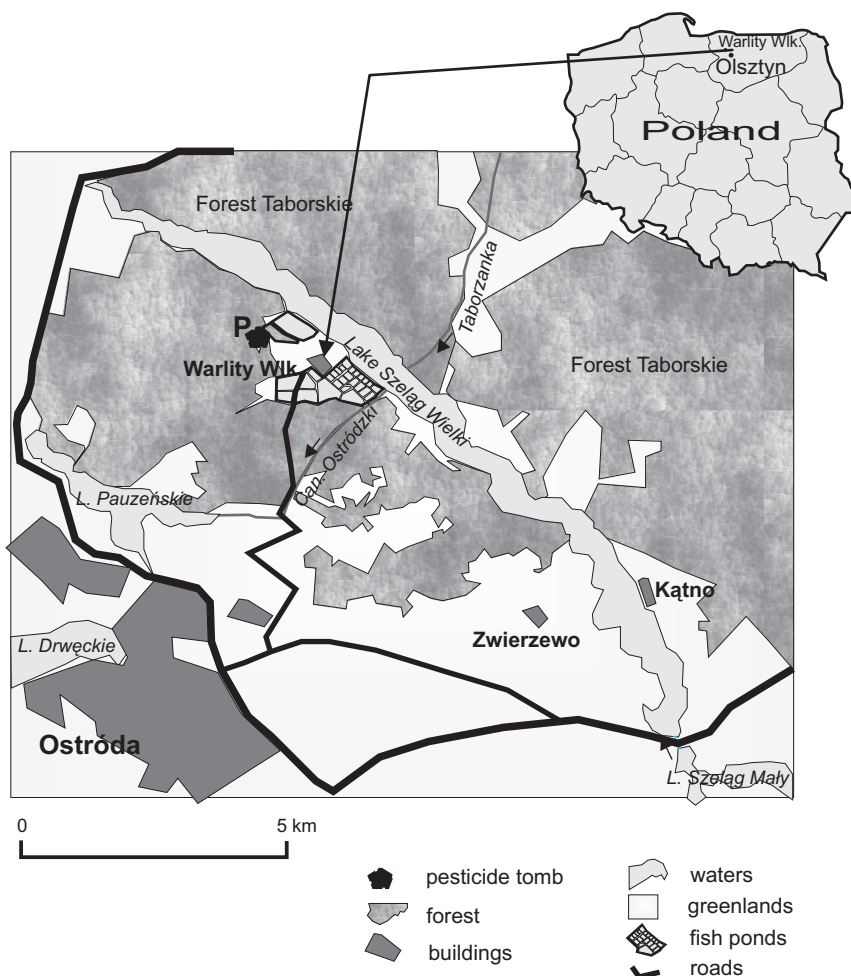 Warlity Wlk.
Olsztyn
Poland
Forest Taborskie
Taborzanka
P
Warlity Wlk.
Lake Szeląg Wielki
Forest Taborskie
Can. Ostródzki
L. Pauzeńskie
Kątno
Zwierzewo
L. Drwęckie
Ostróda
L. Szeląg Mały
0 5 km
pesticide tomb
forest
buildings
waters
greenlands
fish ponds
roads